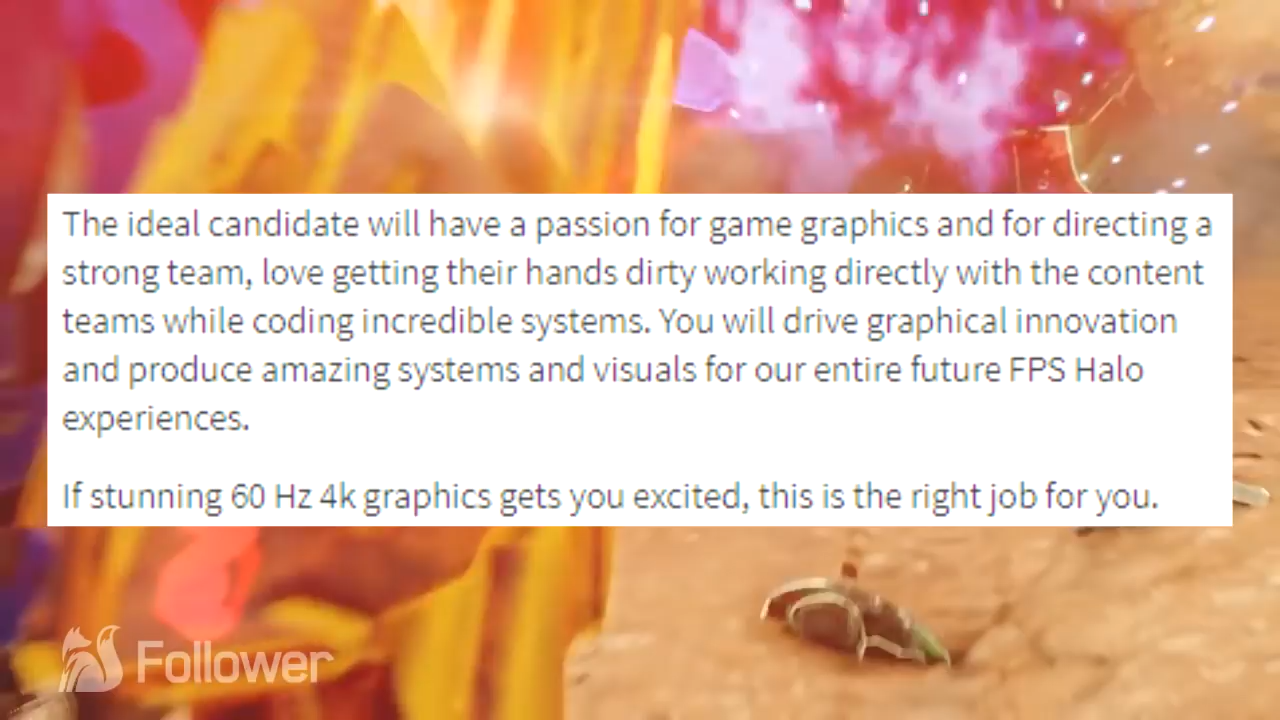 The ideal candidate will have a passion for game graphics and for directing a
strong team, love getting their hands dirty working directly with the content
teams while coding incredible systems. You will drive graphical innovation
and produce amazing systems and visuals for our entire future FPS Halo
experiences.
If stunning 60 Hz 4k graphics gets you excited, this is the right job for you.
Follower